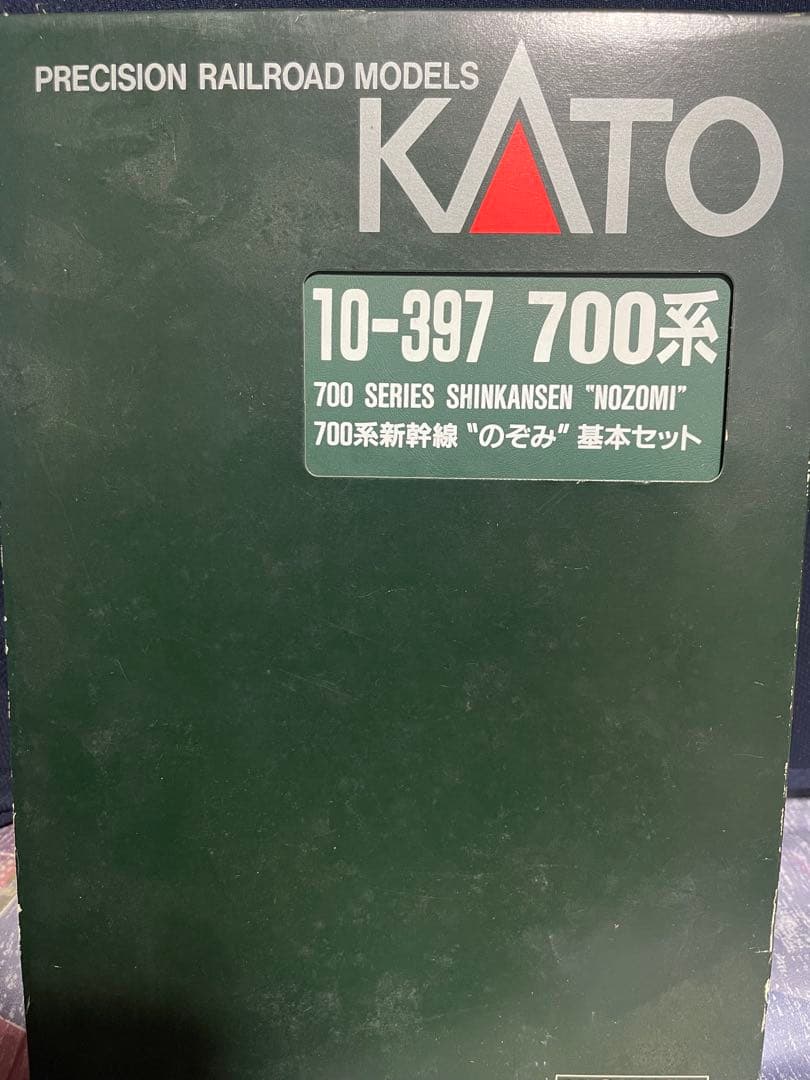 PRECISION RAILROAD MODELS
KATO
10-397 700系
700 SERIES SHINKANSEN "NOZOMI"
700系新幹線 〝のぞみ〟 基本セット